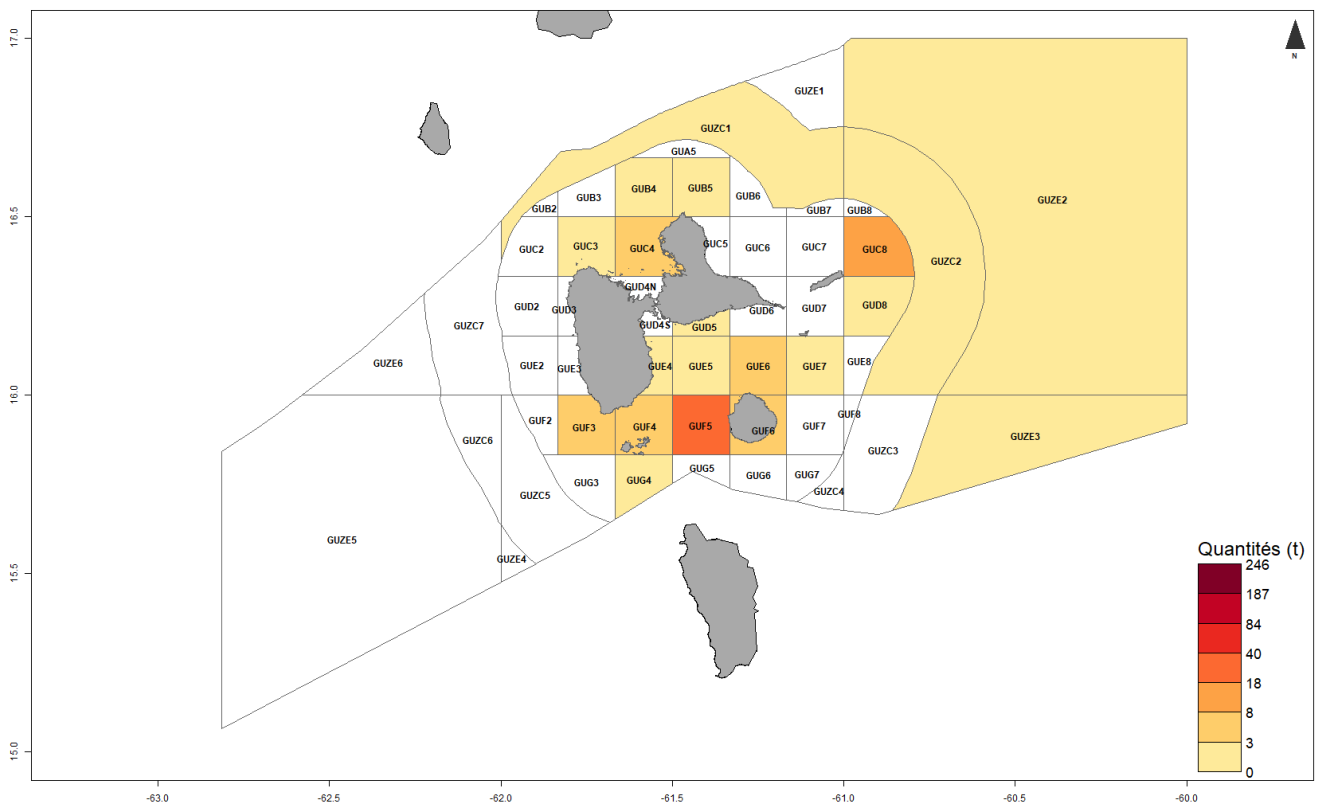 17.0
N
GUZE1
GUZC1
GUA5
GUB4 GUB5
GUB3 GUB6
GUZE2
16.5
GUB2 GUB7 GUB8
GUC2 GUC3 GUC4 GUC5 GUC6 GUC7 GUC8
GUZC2
GUD4N
GUD2 GUD3 GUD6 GUD7 GUD8
GUZC7 GUD4S GUD5
GUZE6 GUE2 GUE3 GUE4 GUE5 GUE6 GUE7 GUE8
16.0
GUF2 GUF3 GUF4 GUF5 GUF6 GUF7 GUF8
GUZC6 GUZC3 GUZE3
GUG3 GUG4 GUG5 GUG6 GUG7
GUZC5 GUZC4
GUZE5
GUZE4
15.5
Quantités (t)
246
187
84
40
18
8
3
0
15.0
-63.0 -62.5 -62.0 -61.5 -61.0 -60.5 -60.0